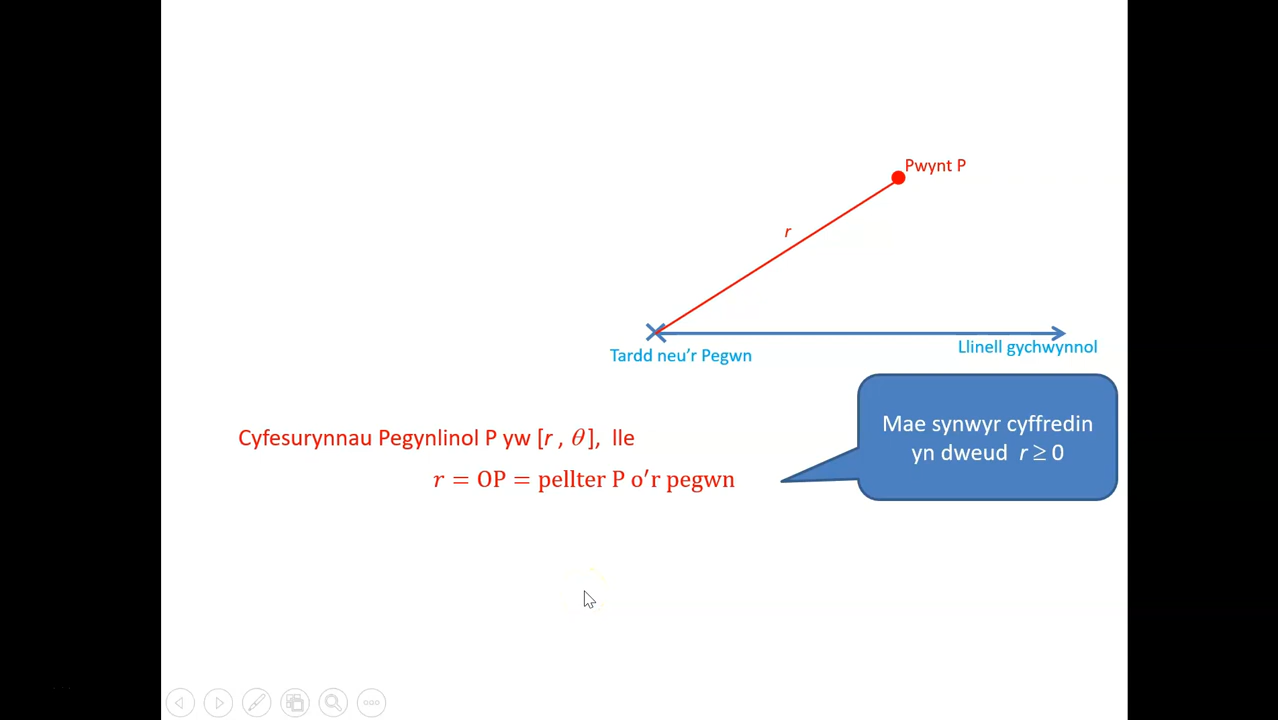 Pwynt P
r
Tardd neu’r Pegwn
Llinell gychwynnol
Mae synwyr cyffredin
yn dweud r ≥ 0
Cyfesurynnau Pegynlinol P yw [r , θ], lle
r = OP = pellter P o′r pegwn